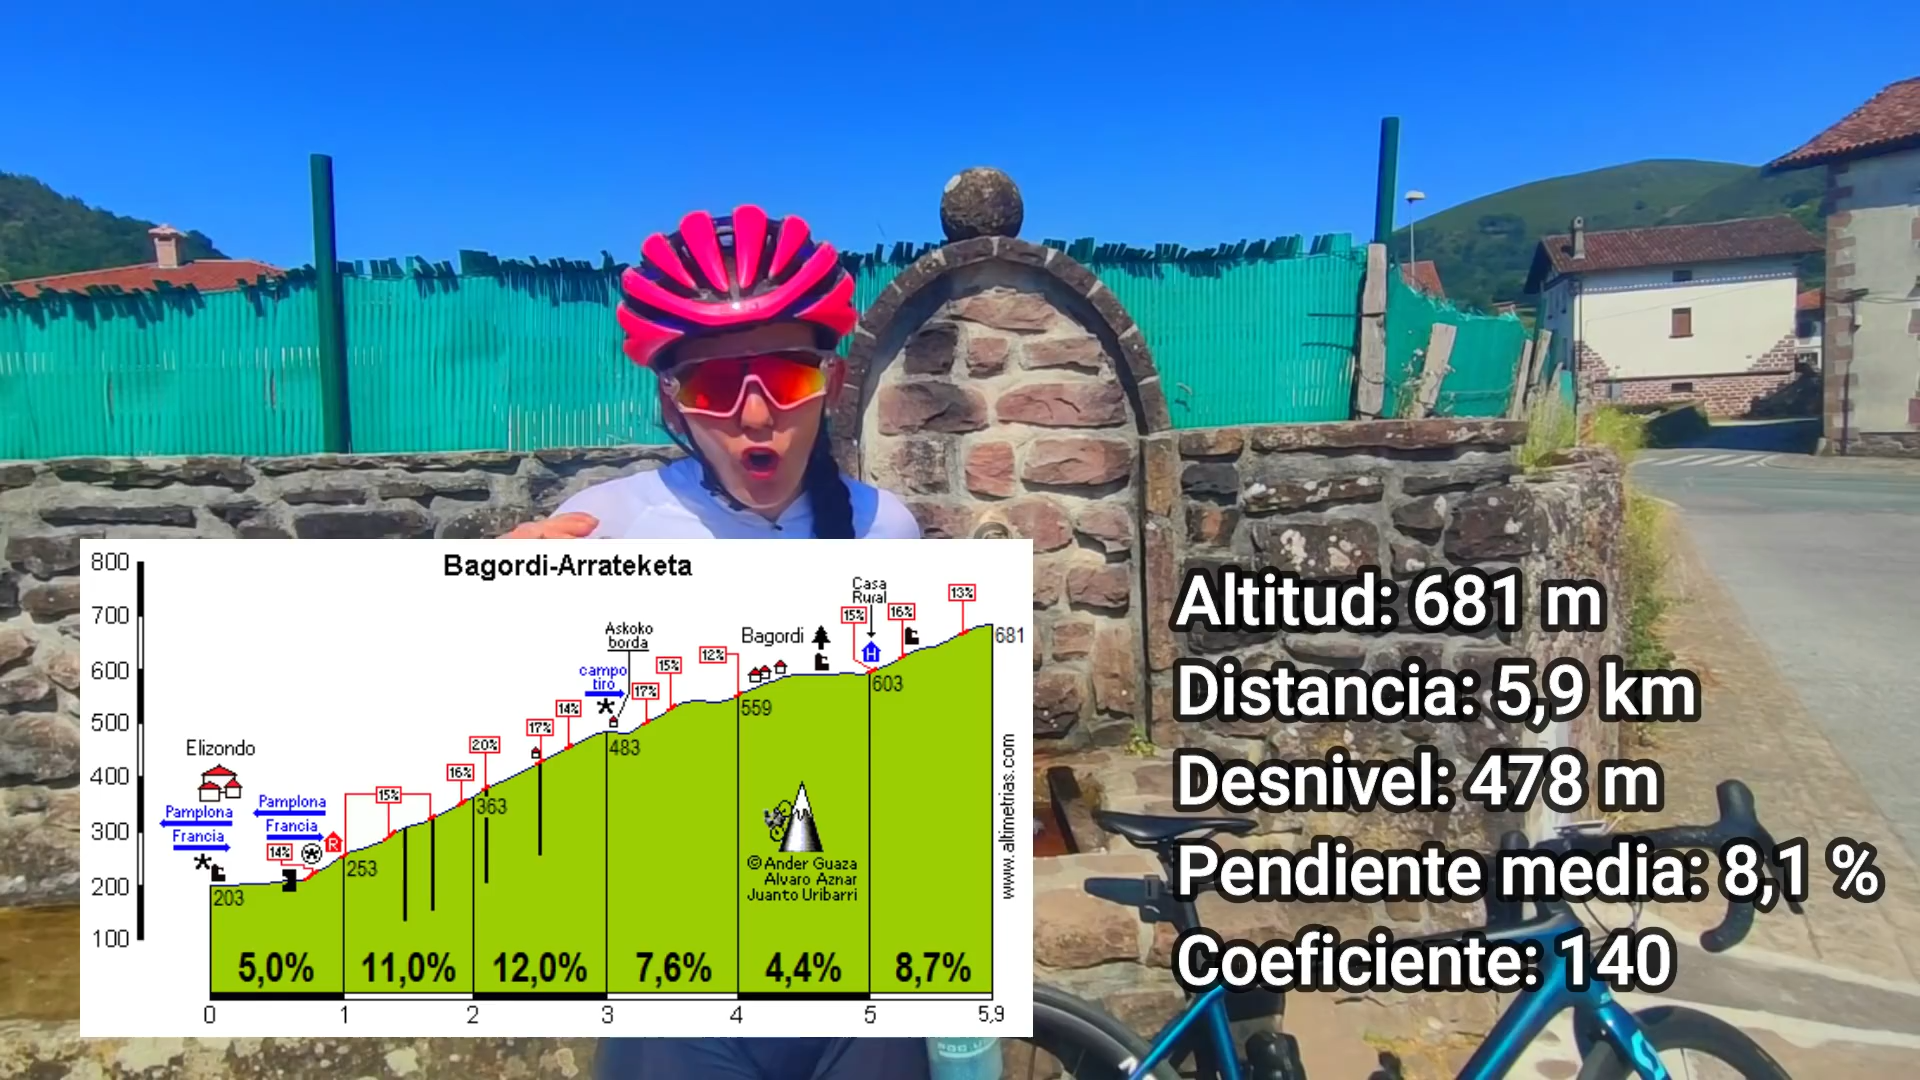 Bagordi-Arrateketa
800
700
600
500
400
300
200
100
Elizondo
Pamplona
Francia
Pamplona
Francia
R
14%
15%
16%
20%
17%
14%
campo
tiro
Askoko
borda
17%
15%
12%
Bagordi
Casa
Rural
H
15%
16%
13%
203
253
363
483
559
603
681
©Ander Guaza
Alvaro Aznar
Juanto Uribarri
www.altimetrias.com
5,0% 11,0% 12,0% 7,6% 4,4% 8,7%
0 1 2 3 4 5 5,9
Altitud: 681 m
Distancia: 5,9 km
Desnivel: 478 m
Pendiente media: 8,1 %
Coeficiente: 140